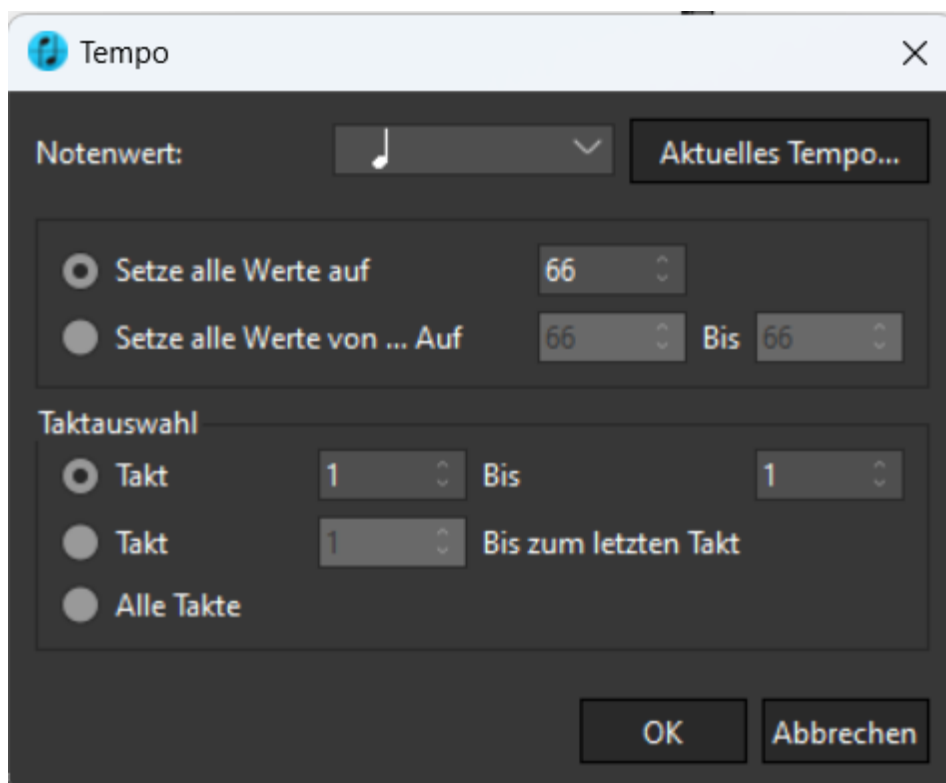 Tempo
Notenwert: Aktuelles Tempo...
Setze alle Werte auf 66
Setze alle Werte von ... Auf 66 Bis 66
Taktauswahl
Takt 1 Bis 1
Takt 1 Bis zum letzten Takt
Alle Takte
OK Abbrechen